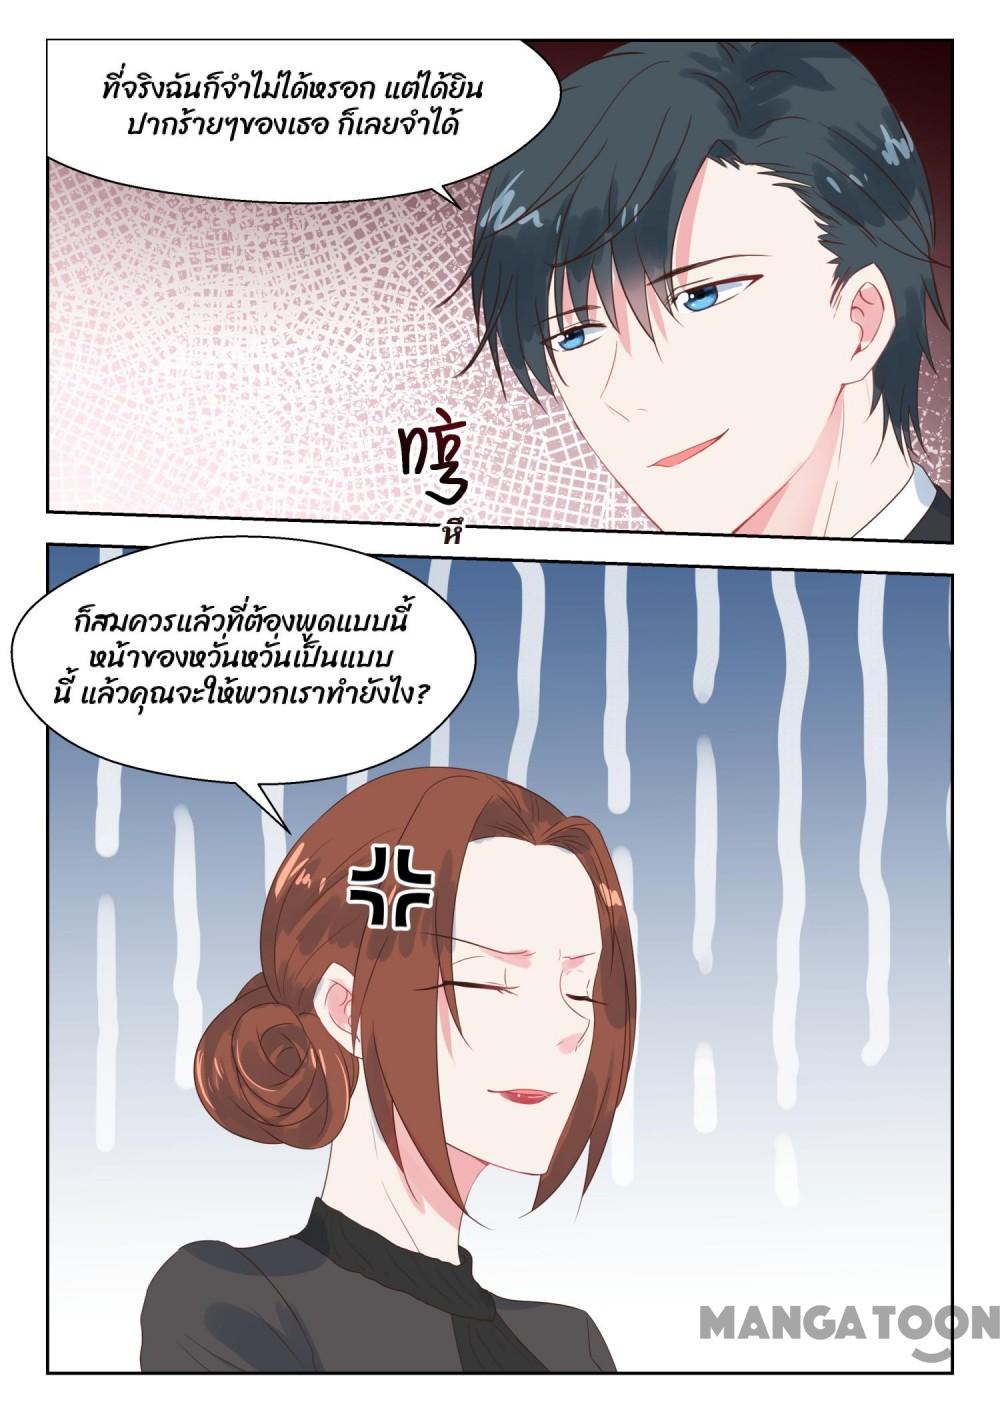 ที่จริงฉันก็จำไม่ได้หรอก แต่ได้ยิน
ปากร้ายๆของเธอ ก็เลยจำได้
哼
หึ
ก็สมควรแล้วที่ต้องพูดแบบนี้
หน้าของหวั่นหวั่นเป็นแบบ
นี้ แล้วคุณจะให้พวกเราทำยังไง?
MANGATOON